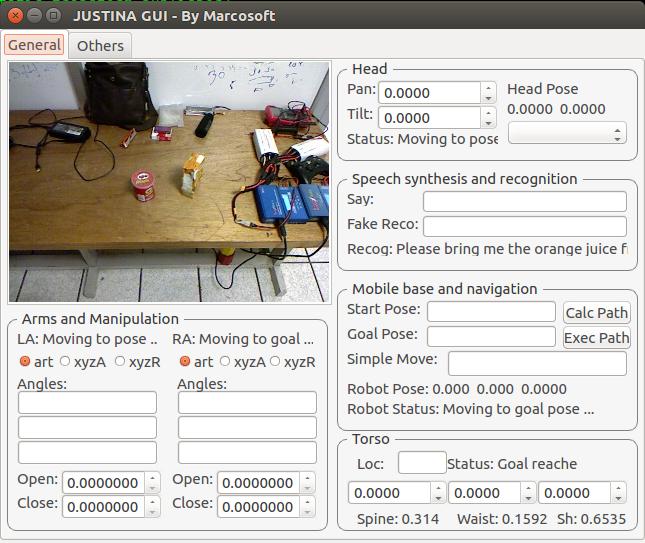 JUSTINA GUI - By Marcosoft
General
Others
Head
Pan: 0.0000
Head Pose
0.0000 0.0000
Tilt: 0.0000
Status: Moving to pose
Speech synthesis and recognition
Say:
Fake Reco:
Recog: Please bring me the orange juice f
Mobile base and navigation
Start Pose:
Calc Path
Goal Pose:
Exec Path
Simple Move:
Robot Pose: 0.000 0.000 0.0000
Robot Status: Moving to goal pose ...
Arms and Manipulation
LA: Moving to pose ..
RA: Moving to goal ...
art xyzA xyzR
art xyzA xyzR
Angles:
Angles:
Open: 0.0000000
Open: 0.0000000
Close: 0.0000000
Close: 0.0000000
Torso
Loc:
Status: Goal reache
0.0000 0.0000 0.0000
Spine: 0.314 Waist: 0.1592 Sh: 0.6535